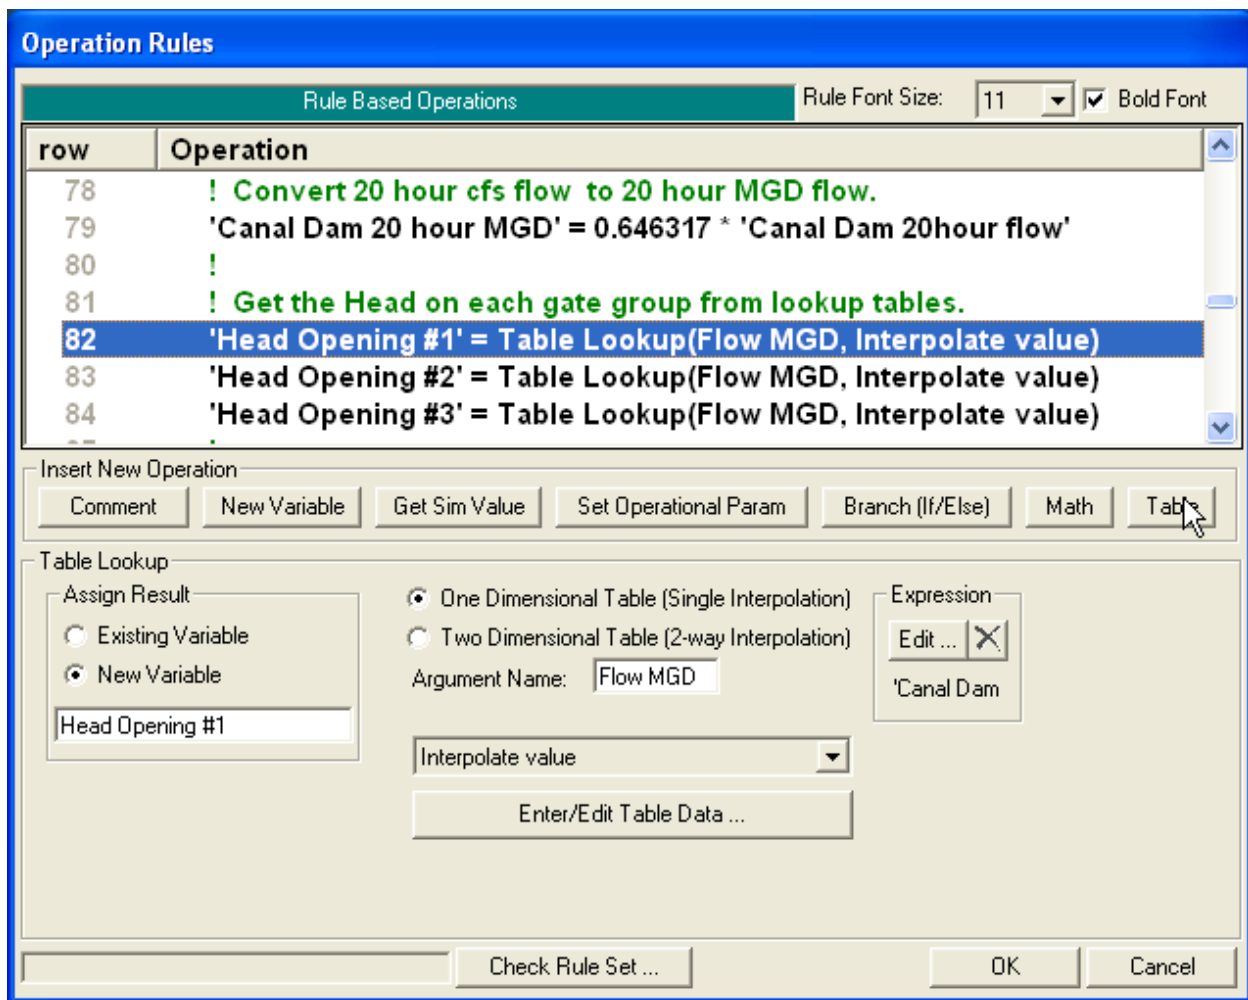 Operation Rules
Rule Based Operations Rule Font Size: 11 Bold Font
row Operation
78 ! Convert 20 hour cfs flow to 20 hour MGD flow.
79 'Canal Dam 20 hour MGD' = 0.646317 * 'Canal Dam 20hour flow'
80 !
81 ! Get the Head on each gate group from lookup tables.
82 'Head Opening #1' = Table Lookup(Flow MGD, Interpolate value)
83 'Head Opening #2' = Table Lookup(Flow MGD, Interpolate value)
84 'Head Opening #3' = Table Lookup(Flow MGD, Interpolate value)
Insert New Operation
Comment New Variable Get Sim Value Set Operational Param Branch (If/Else) Math Table
Table Lookup
Assign Result One Dimensional Table (Single Interpolation) Expression
Existing Variable Two Dimensional Table (2-way Interpolation) Edit ...
New Variable Argument Name: Flow MGD 'Canal Dam
Head Opening #1
Interpolate value
Enter/Edit Table Data ...
Check Rule Set ... OK Cancel